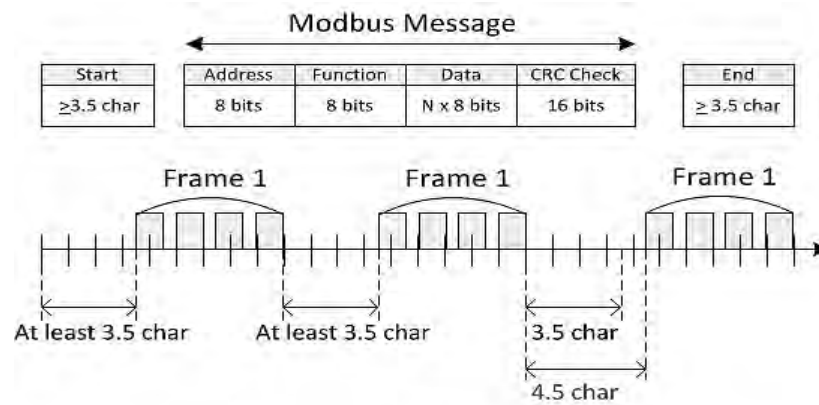 Modbus Message
Start Address Function Data CRC Check End
≥3.5 char 8 bits 8 bits N x 8 bits 16 bits ≥ 3.5 char
Frame 1 Frame 1 Frame 1
At least 3.5 char At least 3.5 char 3.5 char
4.5 char